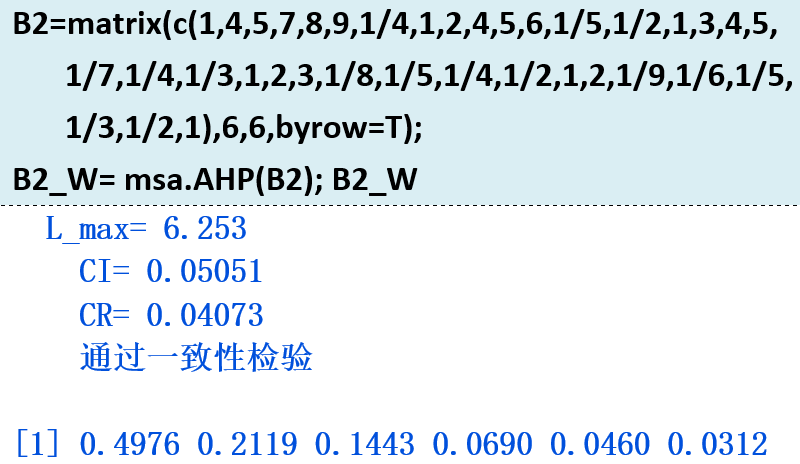 B2=matrix(c(1,4,5,7,8,9,1/4,1,2,4,5,6,1/5,1/2,1,3,4,5,
1/7,1/4,1/3,1,2,3,1/8,1/5,1/4,1/2,1,2,1/9,1/6,1/5,
1/3,1/2,1),6,6,byrow=T);
B2_W= msa.AHP(B2); B2_W
L_max= 6.253
CI= 0.05051
CR= 0.04073
通过一致性检验
[1] 0.4976 0.2119 0.1443 0.0690 0.0460 0.0312